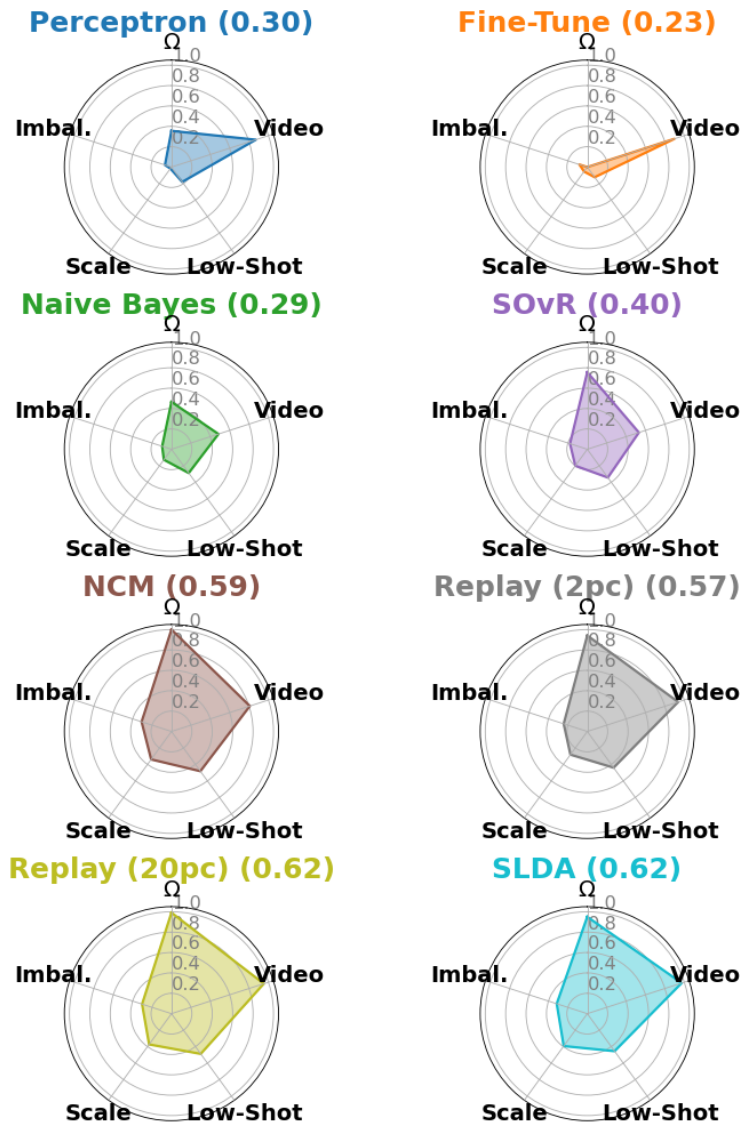 Perceptron (0.30)
Ω
1.0
0.8
0.6
0.4
0.2
Imbal.
Video
Scale
Low-Shot
Fine-Tune (0.23)
Ω
1.0
0.8
0.6
0.4
0.2
Imbal.
Video
Scale
Low-Shot
Naive Bayes (0.29)
Ω
1.0
0.8
0.6
0.4
0.2
Imbal.
Video
Scale
Low-Shot
SOvR (0.40)
Ω
1.0
0.8
0.6
0.4
0.2
Imbal.
Video
Scale
Low-Shot
NCM (0.59)
Ω
1.0
0.8
0.6
0.4
0.2
Imbal.
Video
Scale
Low-Shot
Replay (2pc) (0.57)
Ω
1.0
0.8
0.6
0.4
0.2
Imbal.
Video
Scale
Low-Shot
Replay (20pc) (0.62)
Ω
1.0
0.8
0.6
0.4
0.2
Imbal.
Video
Scale
Low-Shot
SLDA (0.62)
Ω
1.0
0.8
0.6
0.4
0.2
Imbal.
Video
Scale
Low-Shot